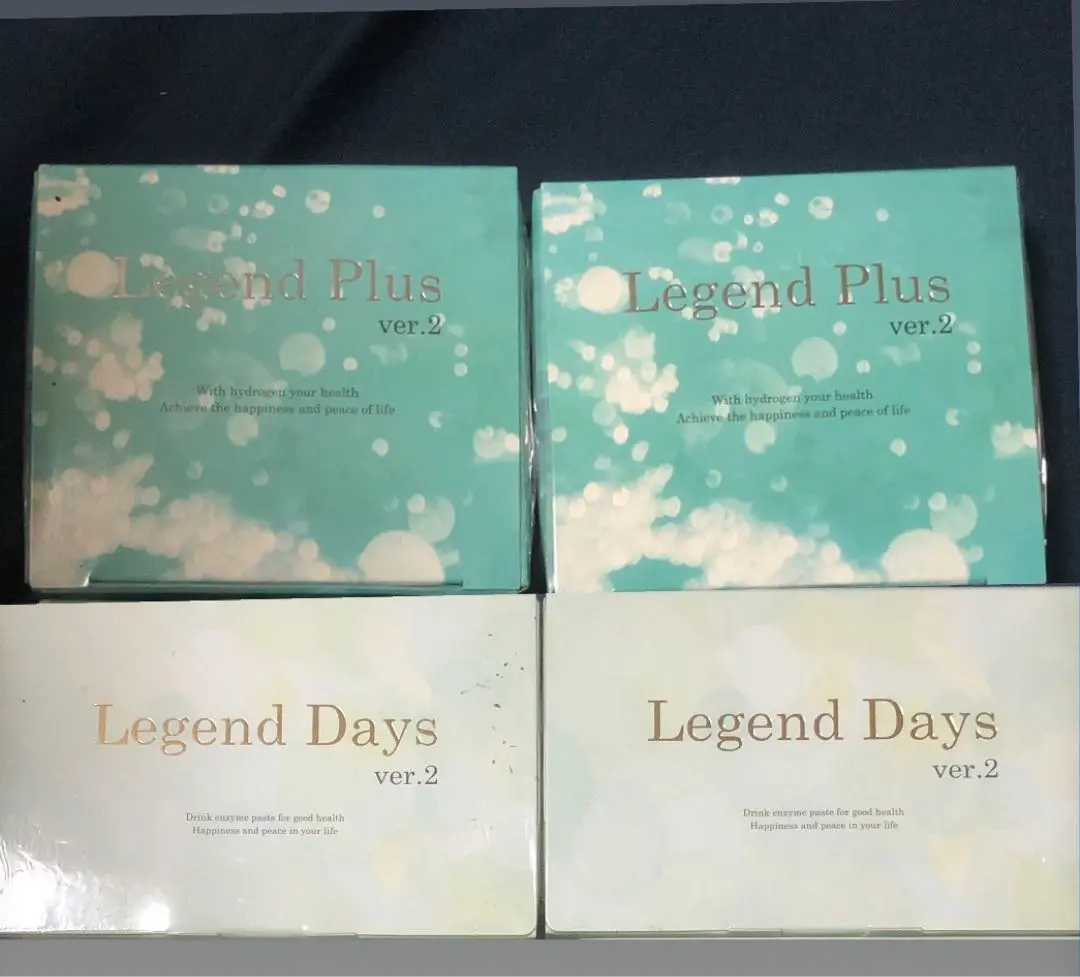 Legend Plus
ver.2
With hydrogen your health
Achieve the happiness and peace of life
Legend Plus
ver.2
With hydrogen your health
Achieve the happiness and peace of life
Legend Days
ver.2
Drink enzyme paste for good health
Happiness and peace in your life
Legend Days
ver.2
Drink enzyme paste for good health
Happiness and peace in your life